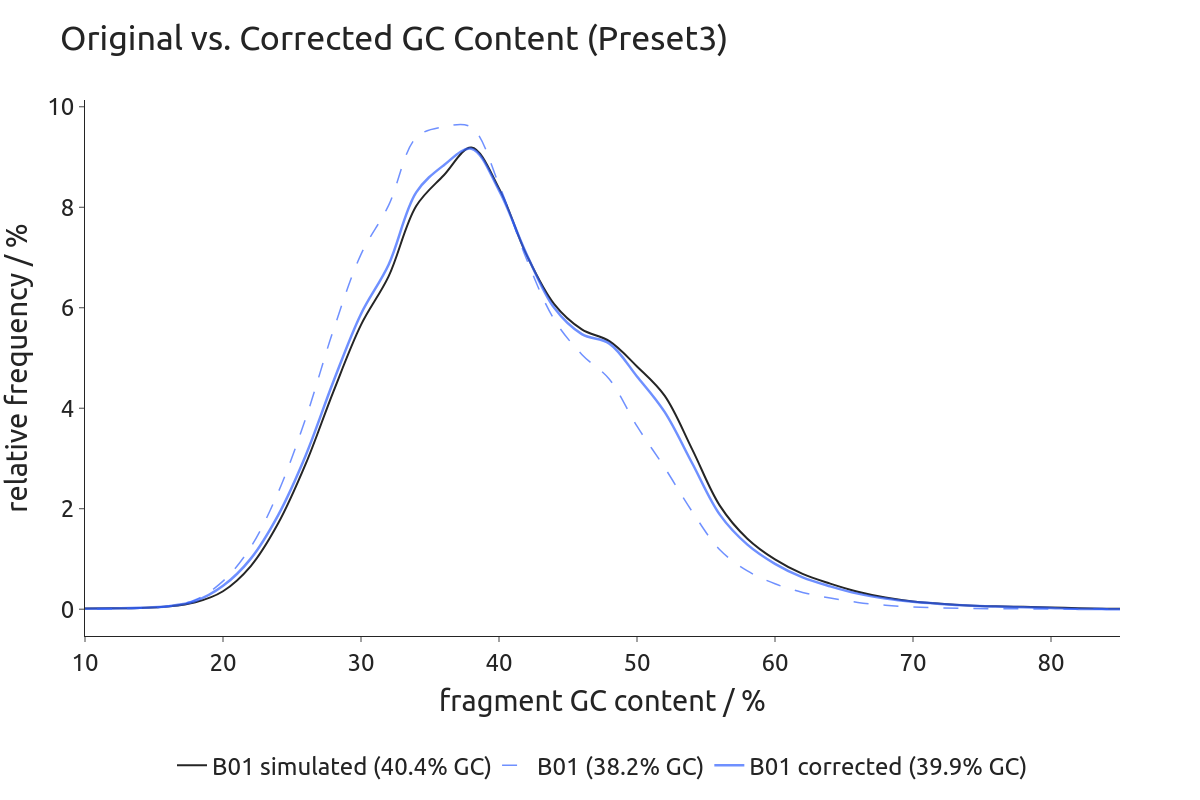 Original vs. Corrected GC Content (Preset3)
relative frequency / %
10
8
6
4
2
0
10 20 30 40 50 60 70 80
fragment GC content / %
B01 simulated (40.4% GC) B01 (38.2% GC) B01 corrected (39.9% GC)